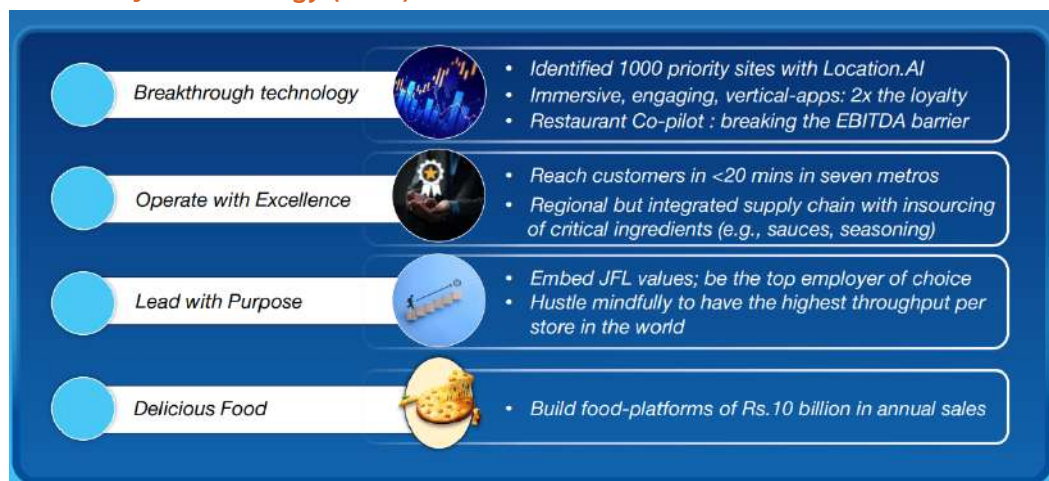 Breakthrough technology
• Identified 1000 priority sites with Location.AI
• Immersive, engaging, vertical-apps: 2x the loyalty
• Restaurant Co-pilot : breaking the EBITDA barrier
Operate with Excellence
• Reach customers in <20 mins in seven metros
• Regional but integrated supply chain with insourcing
of critical ingredients (e.g., sauces, seasoning)
Lead with Purpose
• Embed JFL values; be the top employer of choice
• Hustle mindfully to have the highest throughput per
store in the world
Delicious Food
• Build food-platforms of Rs.10 billion in annual sales